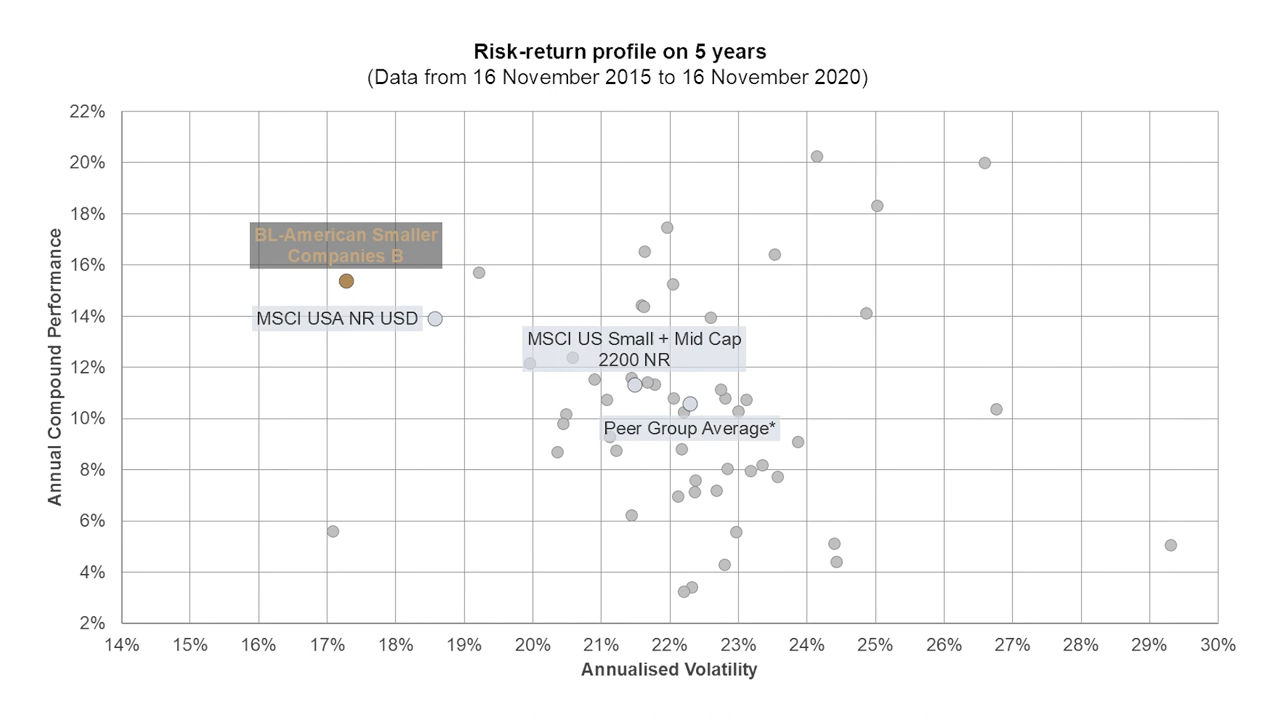 Risk-return profile on 5 years
(Data from 16 November 2015 to 16 November 2020)
22%
20%
18%
16%
14%
12%
10%
8%
6%
4%
2%
Annual Compound Performance
BL-American Smaller
Companies B
MSCI USA NR USD
MSCI US Small + Mid Cap
2200 NR
Peer Group Average*
14% 15% 16% 17% 18% 19% 20% 21% 22% 23% 24% 25% 26% 27% 28% 29% 30%
Annualised Volatility